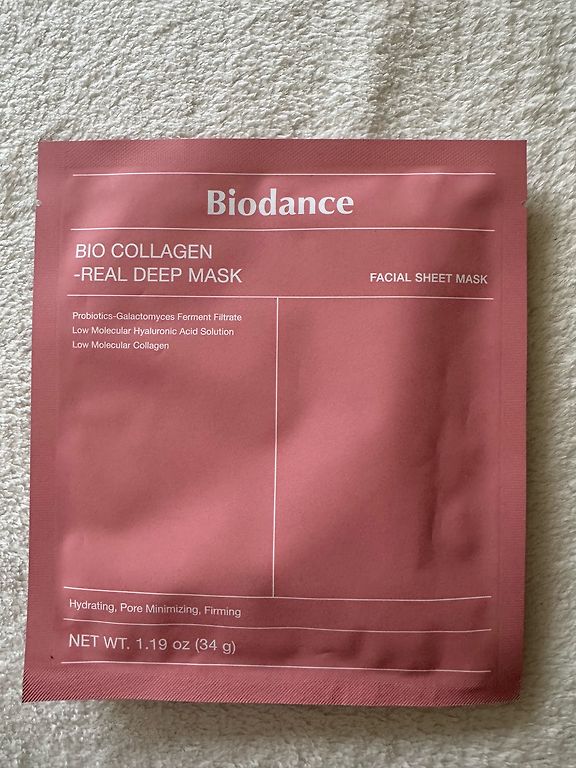 Biodance
BIO COLLAGEN
-REAL DEEP MASK
FACIAL SHEET MASK
Probiotics-Galactomyces Ferment Filtrate
Low Molecular Hyaluronic Acid Solution
Low Molecular Collagen
Hydrating, Pore Minimizing, Firming
NET WT. 1.19 oz (34 g)